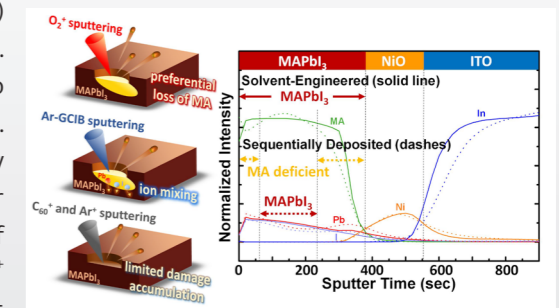 O₂⁺ sputtering
MAPbI₃
preferential
loss of MA
Ar-GCIB sputtering
Pb
MAPbI₃
ion mixing
C₆₀⁺ and Ar⁺ sputtering
MAPbI₃
limited damage
accumulation
MAPbI₃ NiO ITO
Solvent-Engineered (solid line)
MAPbI₃
In
MA
Sequentially Deposited (dashes)
MA deficient
MAPbI₃
Pb
Ni
I
Normalized Intensity
0 200 400 600 800
Sputter Time (sec)